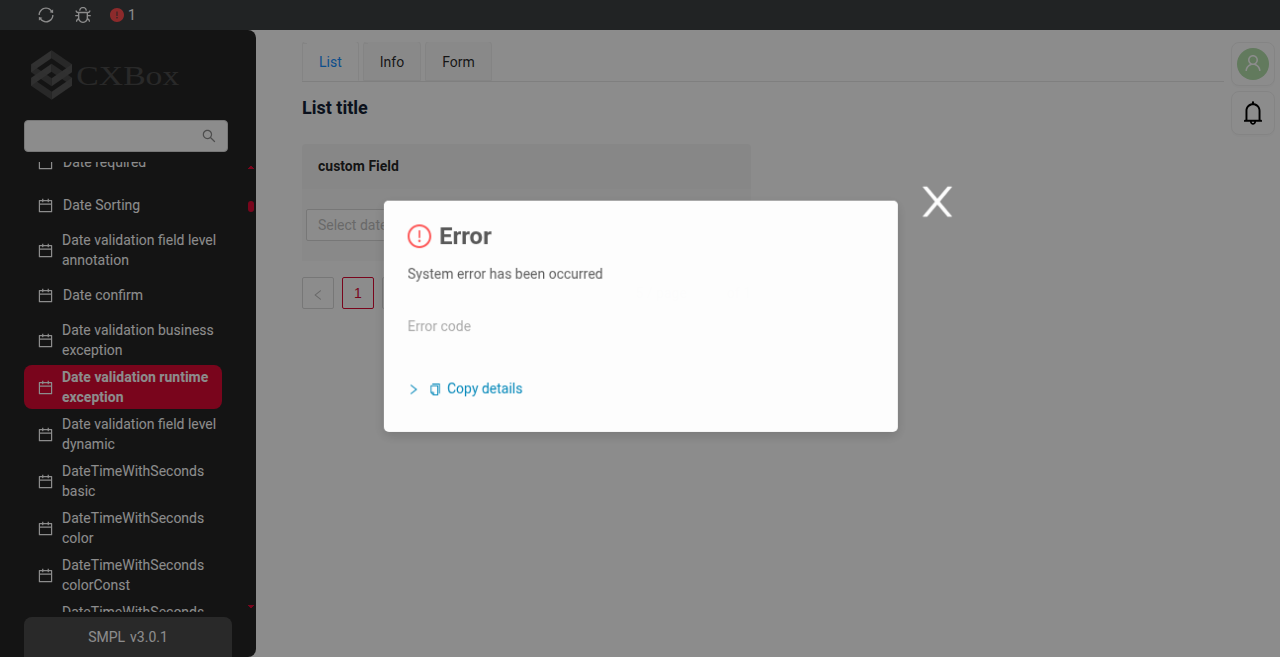 1
CXBox
Date required
Date Sorting
Date validation field level
annotation
Date confirm
Date validation business
exception
Date validation runtime
exception
Date validation field level
dynamic
DateTimeWithSeconds
basic
DateTimeWithSeconds
color
DateTimeWithSeconds
colorConst
DateTimeWithSeconds
SMPL v3.0.1
List Info Form
List title
custom Field
Select date
1
Error
System error has been occurred
Error code
Copy details